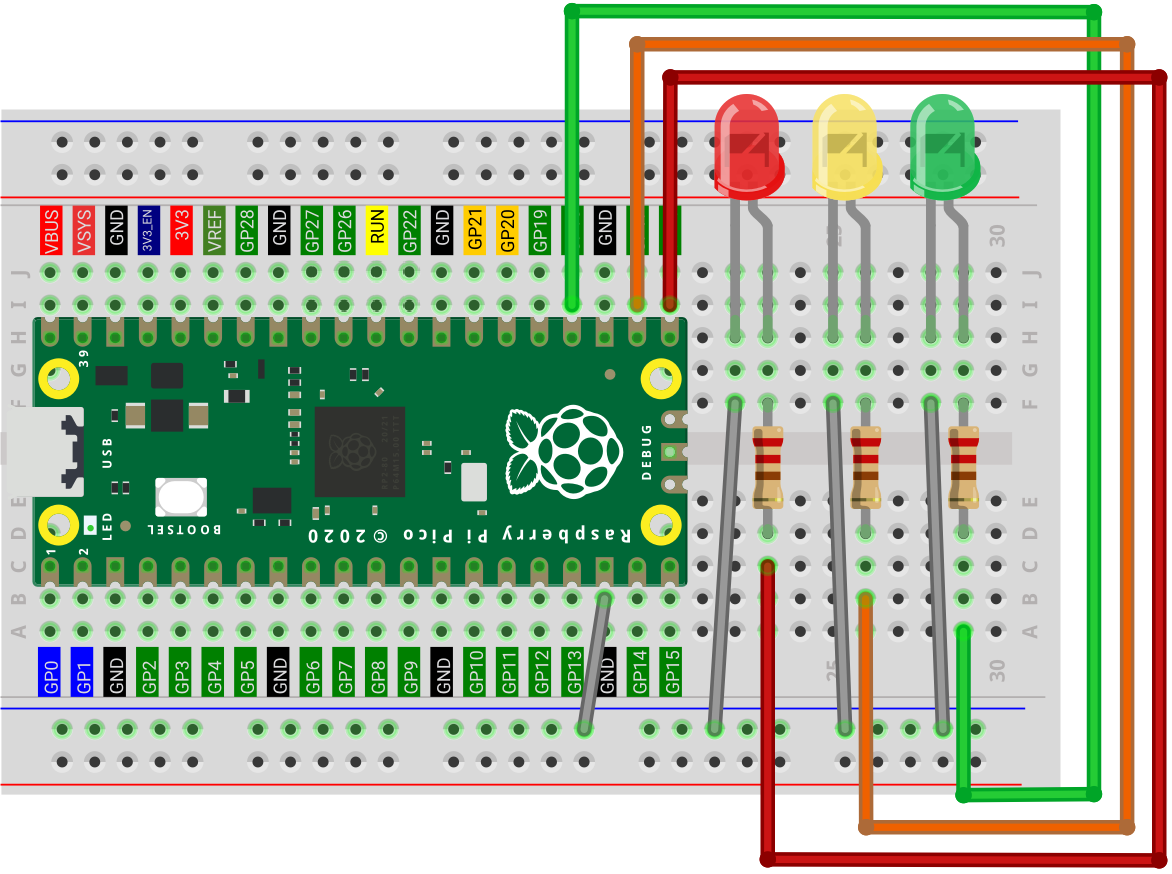 VBUS VSYS GND 3V3_EN 3V3 VREF GP28 GND GP27 GP26 RUN GP22 GND GP21 GP20 GP19 GND
25 30
J J
I I
H H
G G
F F
39
USB
DEBUG
BOOTSEL
LED
1 2
Raspberry Pi Pico © 2020
E E
D D
C C
B B
A A
GP0 GP1 GND GP2 GP3 GP4 GP5 GND GP6 GP7 GP8 GP9 GND GP10 GP11 GP12 GP13 GND GP14 GP15
25 30